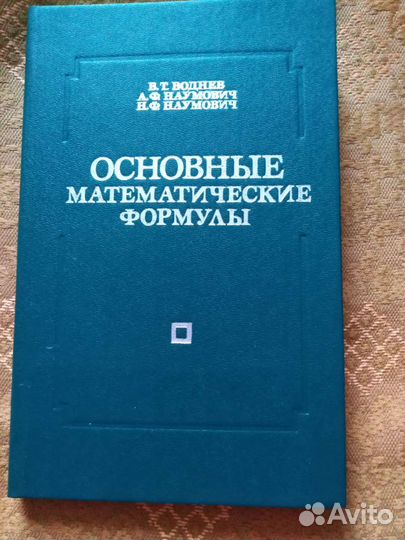 В. Т. ВОДНЕВ
А. Ф. НАУМОВИЧ
Н. Ф. НАУМОВИЧ
ОСНОВНЫЕ
МАТЕМАТИЧЕСКИЕ
ФОРМУЛЫ
Avito